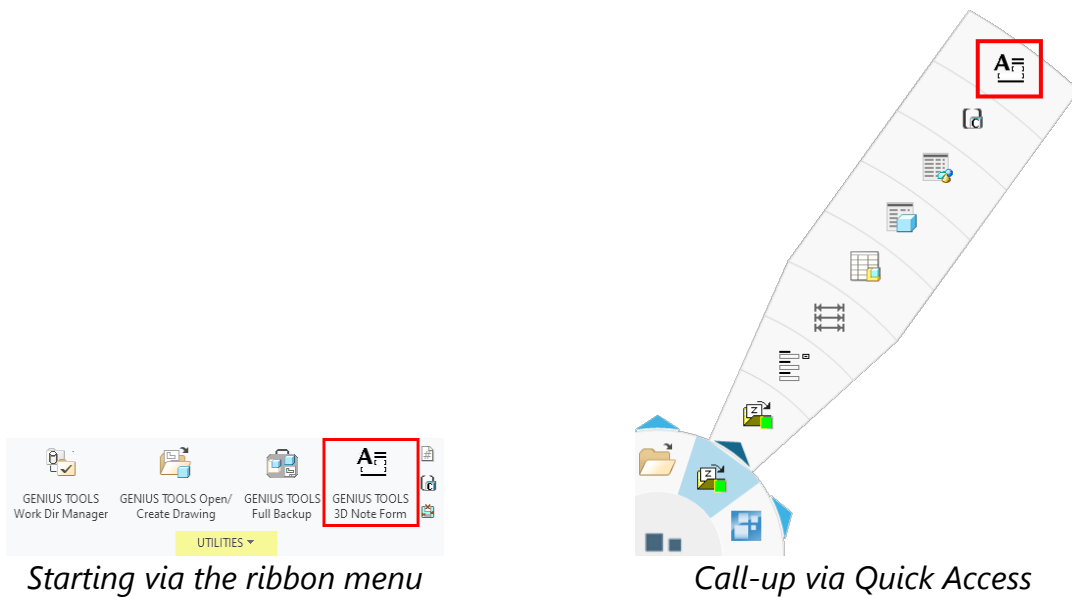 GENIUS TOOLS
Work Dir Manager
GENIUS TOOLS Open/
Create Drawing
GENIUS TOOLS
Full Backup
GENIUS TOOLS
3D Note Form
UTILITIES
Starting via the ribbon menu
Call-up via Quick Access